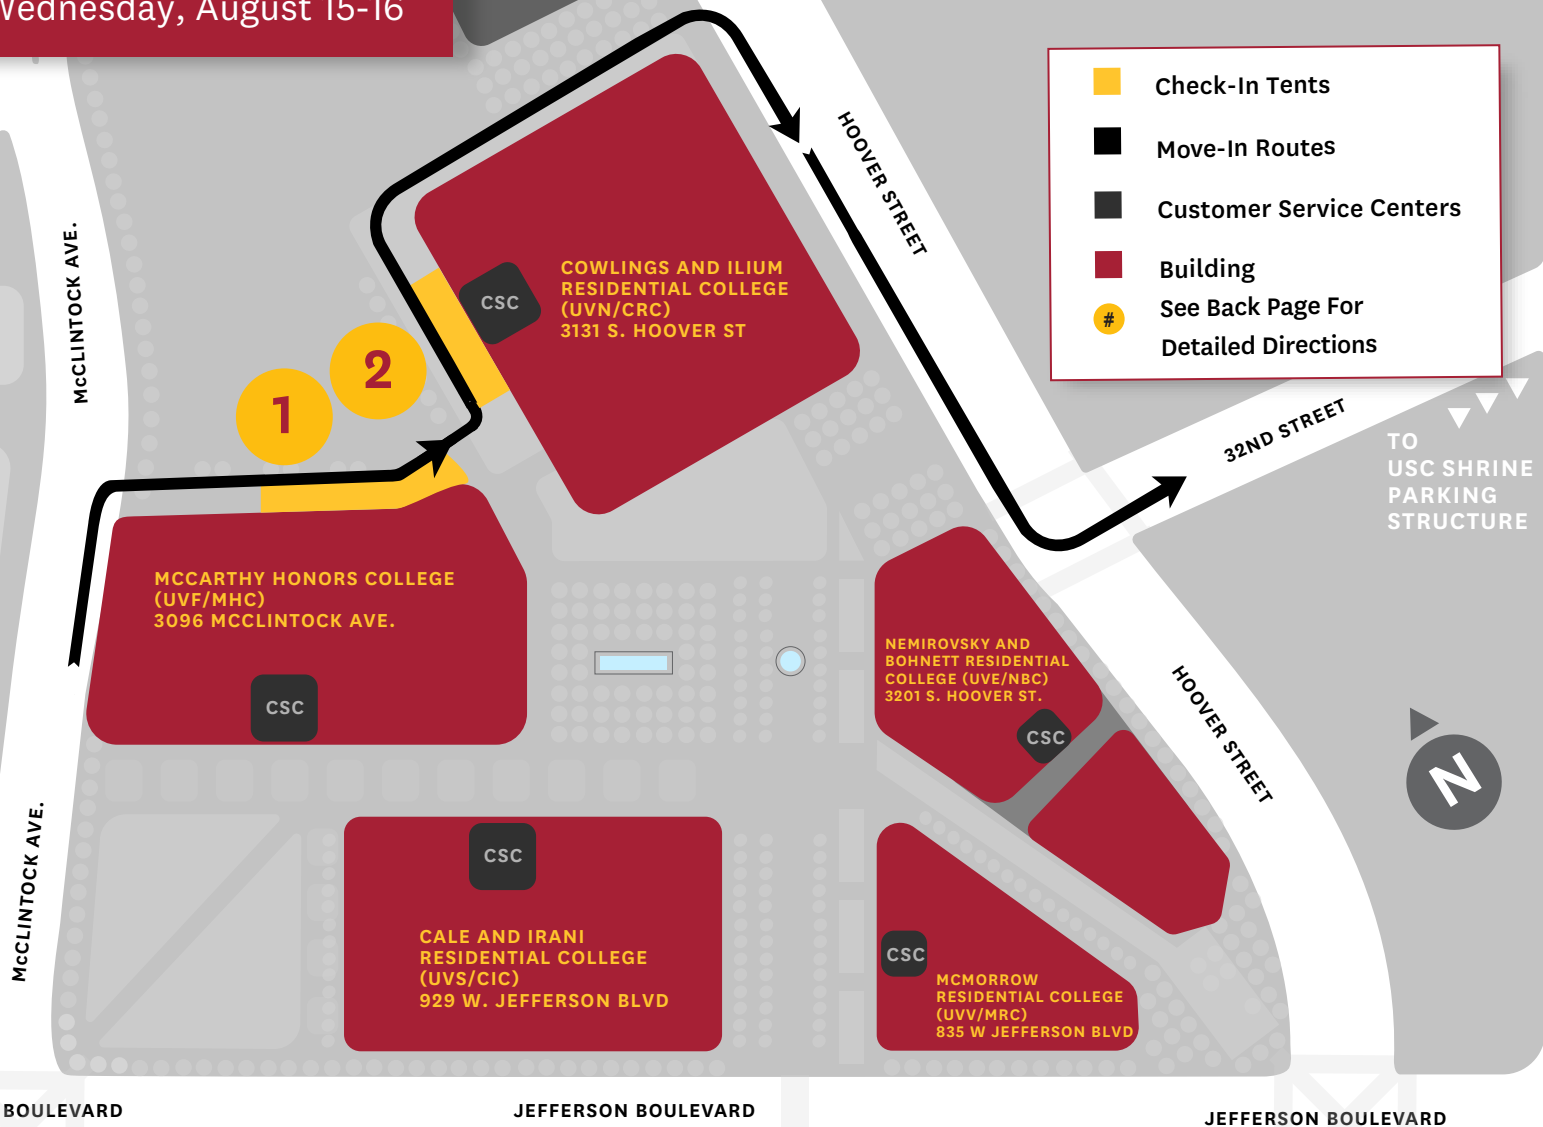 Wednesday, August 15-16
Check-In Tents
Move-In Routes
Customer Service Centers
Building
#
See Back Page For
Detailed Directions
HOOVER STREET
McCLINTOCK AVE.
COWLINGS AND ILIUM
RESIDENTIAL COLLEGE
(UVN/CRC)
3131 S. HOOVER ST
CSC
2
1
32ND STREET
TO
USC SHRINE
PARKING
STRUCTURE
MCCARTHY HONORS COLLEGE
(UVF/MHC)
3096 MCCLINTOCK AVE.
CSC
NEMIROVSKY AND
BOHNETT RESIDENTIAL
COLLEGE (UVE/NBC)
3201 S. HOOVER ST.
CSC
HOOVER STREET
N
McCLINTOCK AVE.
CSC
CALE AND IRANI
RESIDENTIAL COLLEGE
(UVS/CIC)
929 W. JEFFERSON BLVD
CSC
MCMORROW
RESIDENTIAL COLLEGE
(UVV/MRC)
835 W JEFFERSON BLVD
BOULEVARD
JEFFERSON BOULEVARD
JEFFERSON BOULEVARD